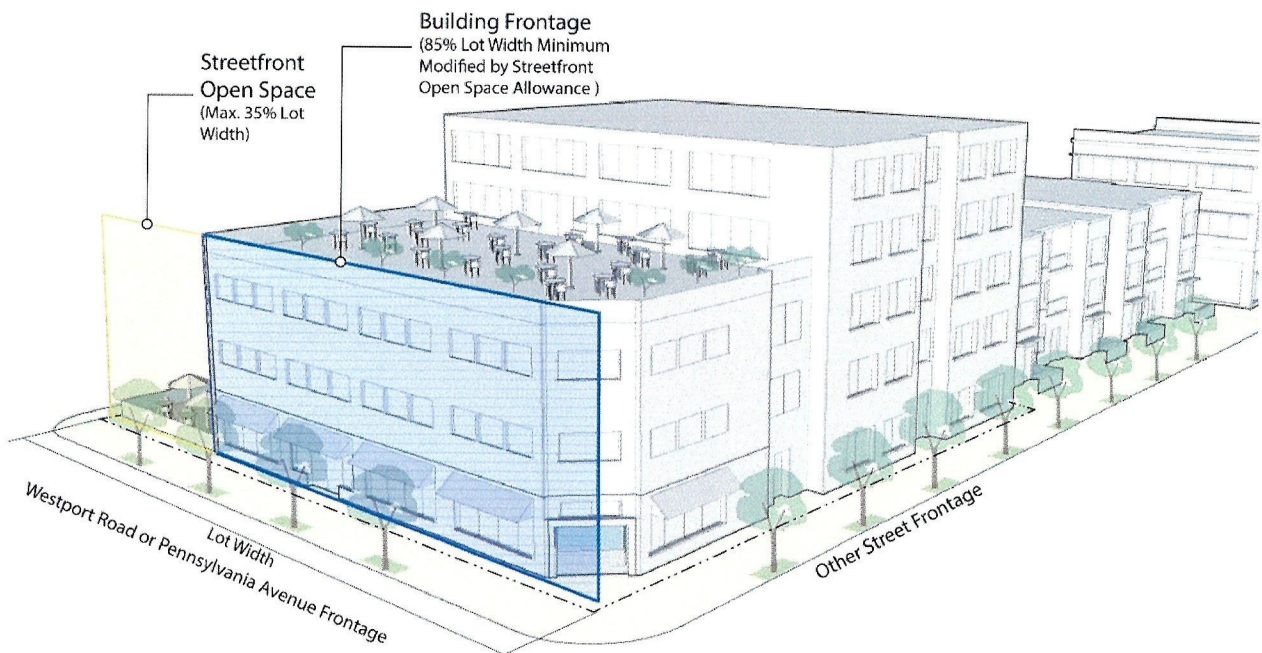 Streetfront
Open Space
(Max. 35% Lot
Width)
Building Frontage
(85% Lot Width Minimum
Modified by Streetfront
Open Space Allowance )
Westport Road or Pennsylvania Avenue Frontage
Lot Width
Other Street Frontage